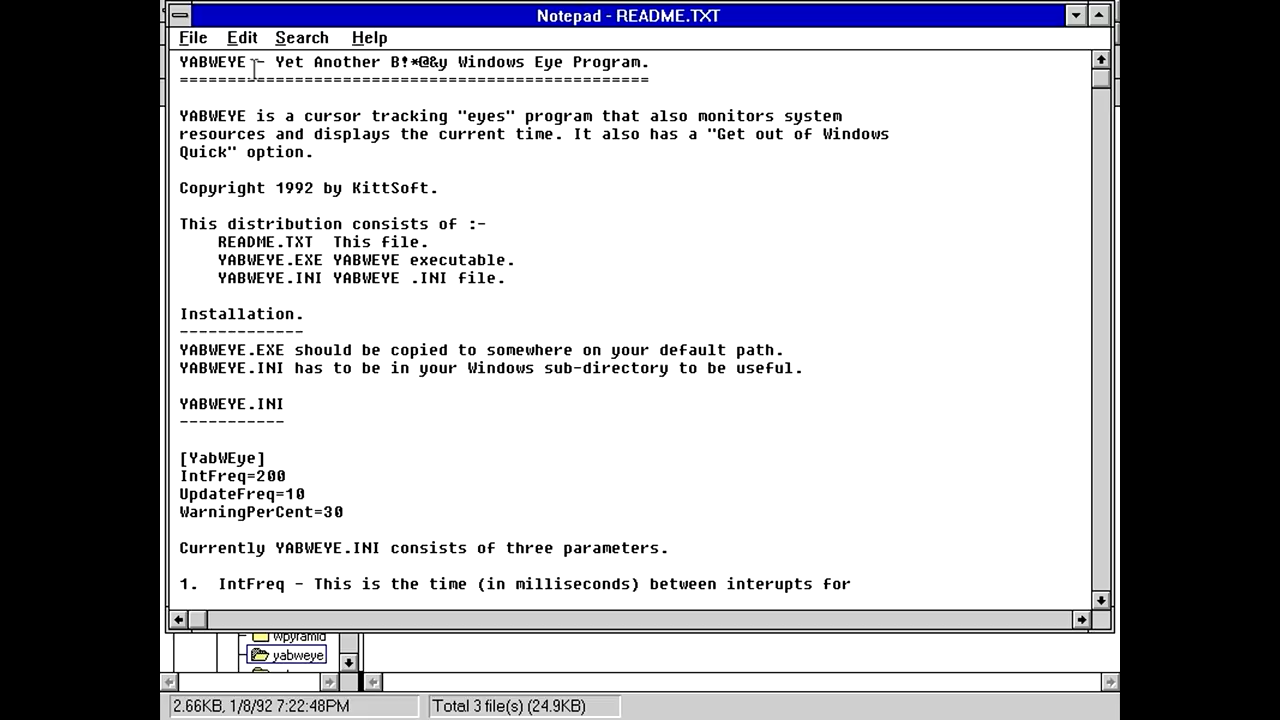 Notepad - README.TXT
File Edit Search Help
YABWEYE - Yet Another B!*@&y Windows Eye Program.
=================================================
YABWEYE is a cursor tracking "eyes" program that also monitors system
resources and displays the current time. It also has a "Get out of Windows
Quick" option.
Copyright 1992 by KittSoft.
This distribution consists of :-
README.TXT  This file.
YABWEYE.EXE YABWEYE executable.
YABWEYE.INI YABWEYE .INI file.
Installation.
-------------
YABWEYE.EXE should be copied to somewhere on your default path.
YABWEYE.INI has to be in your Windows sub-directory to be useful.
YABWEYE.INI
-----------
[YabWEye]
IntFreq=200
UpdateFreq=10
WarningPerCent=30
Currently YABWEYE.INI consists of three parameters.
1.  IntFreq - This is the time (in milliseconds) between interupts for
wpyramid
yabweye
2.66KB, 1/8/92 7:22:48PM
Total 3 file(s) (24.9KB)